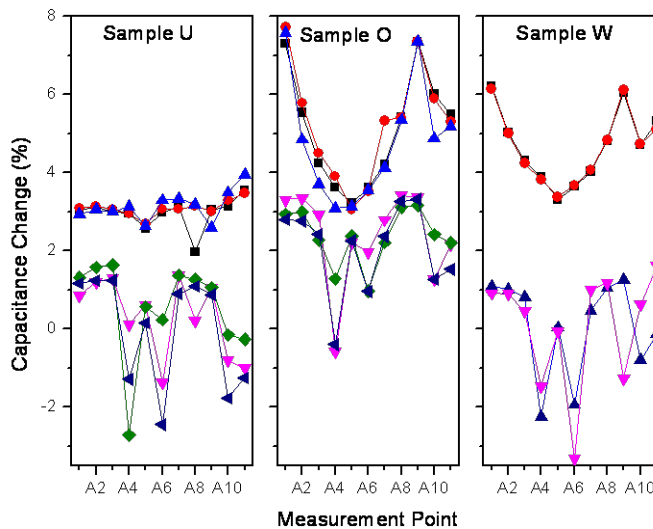 8
6
4
2
0
-2
Capacitance Change (%)
Sample U
Sample O
Sample W
A2 A4 A6 A8 A10
A2 A4 A6 A8 A10
A2 A4 A6 A8 A10
Measurement Point